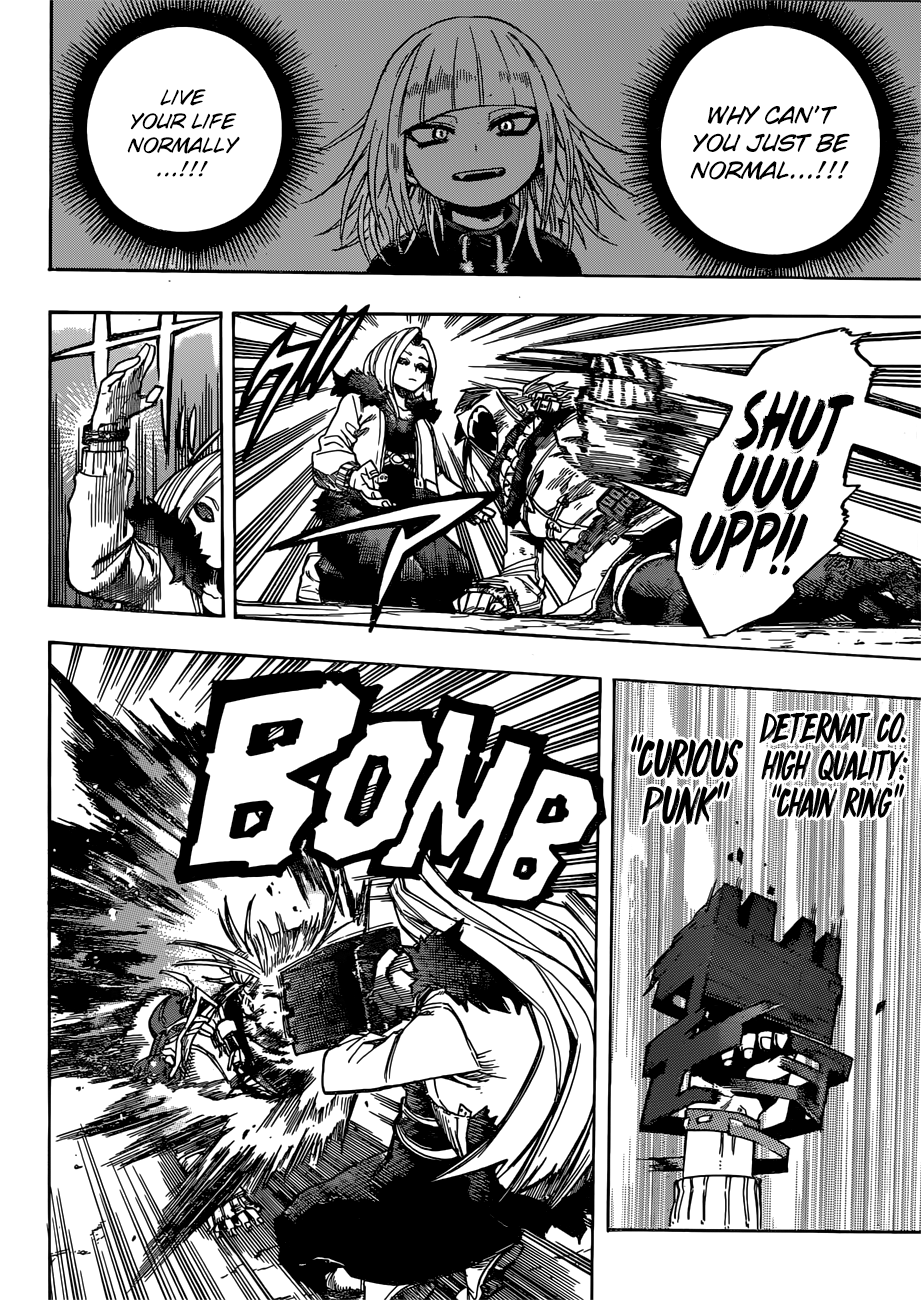 WHY CAN'T
YOU JUST BE
NORMAL...!!!
LIVE
YOUR LIFE
NORMALLY
...!!!
SHUT
UUU
UPP!!
DETERNAT CO.
HIGH QUALITY:
"CHAIN RING"
"CURIOUS
PUNK"
BOMB